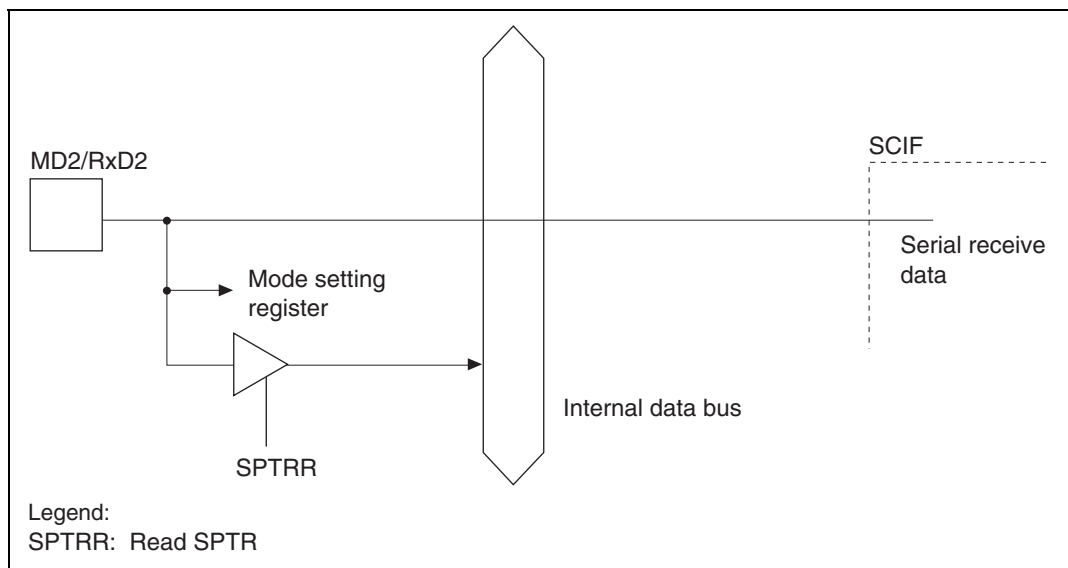 MD2/RxD2
SCIF
Serial receive
data
Mode setting
register
Internal data bus
SPTRR
Legend:
SPTRR: Read SPTR